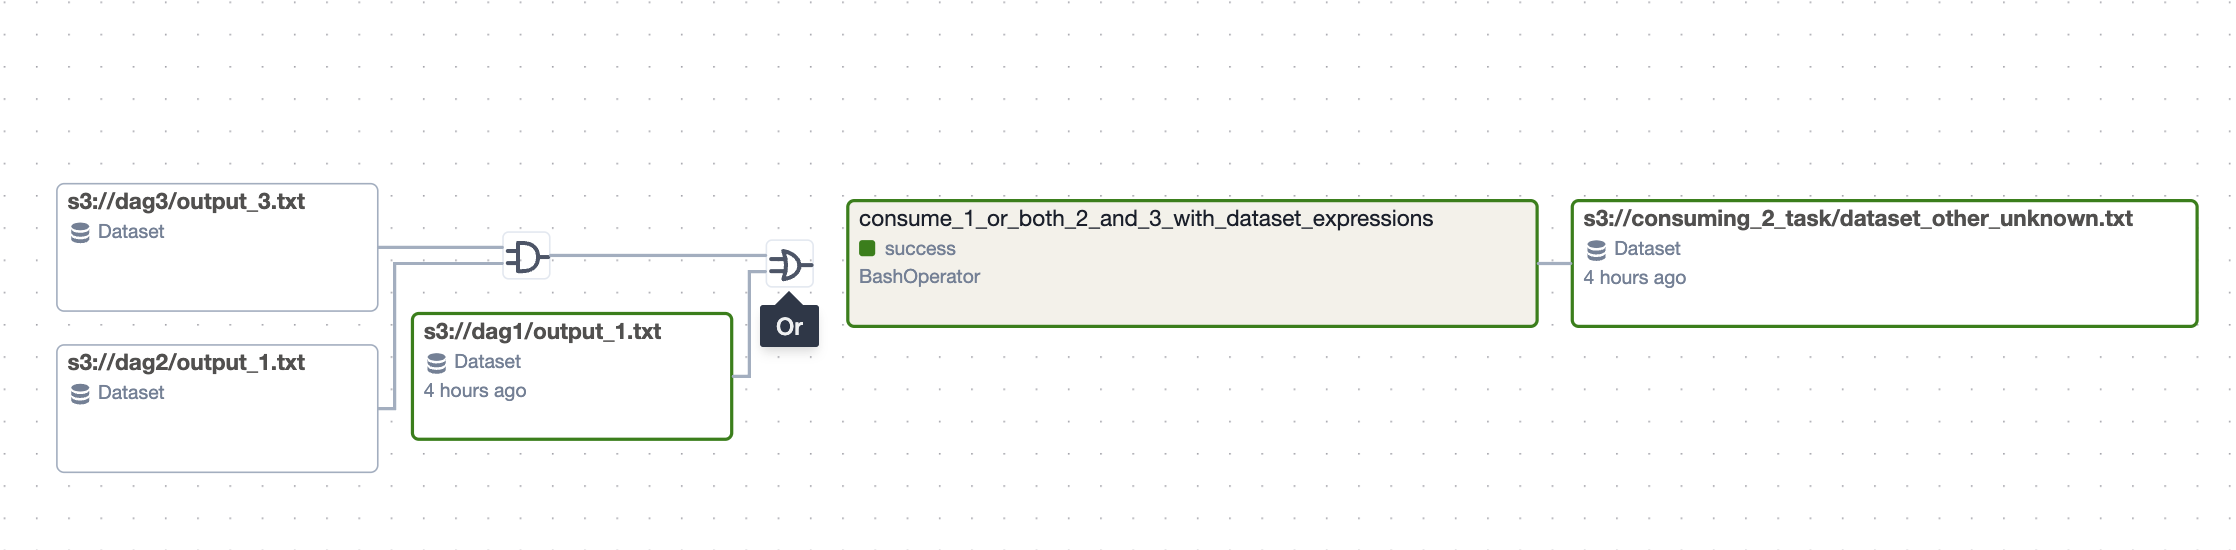 s3://dag3/output_3.txt
Dataset
s3://dag2/output_1.txt
Dataset
s3://dag1/output_1.txt
Dataset
4 hours ago
Or
consume_1_or_both_2_and_3_with_dataset_expressions
success
BashOperator
s3://consuming_2_task/dataset_other_unknown.txt
Dataset
4 hours ago